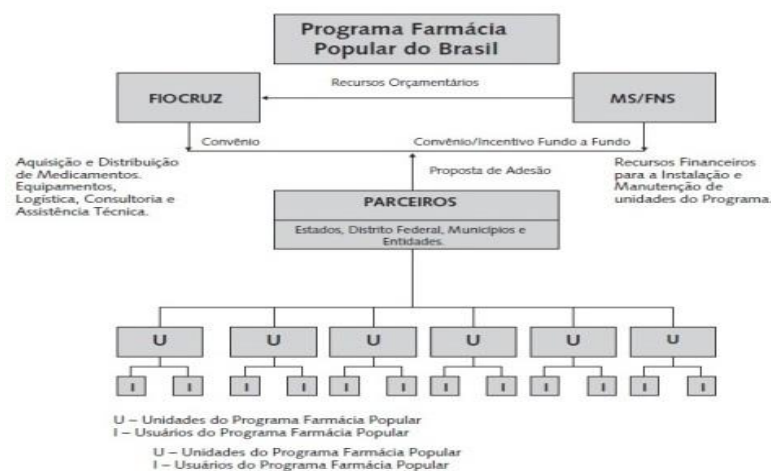 Programa Farmácia
Popular do Brasil
Recursos Orçamentários
FIOCRUZ
MS/FNS
Convênio
Convênio/Incentivo Fundo a Fundo
Aquisição e Distribuição
de Medicamentos.
Equipamentos,
Logística, Consultoria e
Assistência Técnica.
Proposta de Adesão
Recursos Financeiros
para a Instalação e
Manutenção de
unidades do Programa.
PARCEIROS
Estados, Distrito Federal, Municípios e
Entidades.
U U U U U U
I I I I I I I I I I I I
U – Unidades do Programa Farmácia Popular
I – Usuários do Programa Farmácia Popular
U – Unidades do Programa Farmácia Popular
I – Usuários do Programa Farmácia Popular